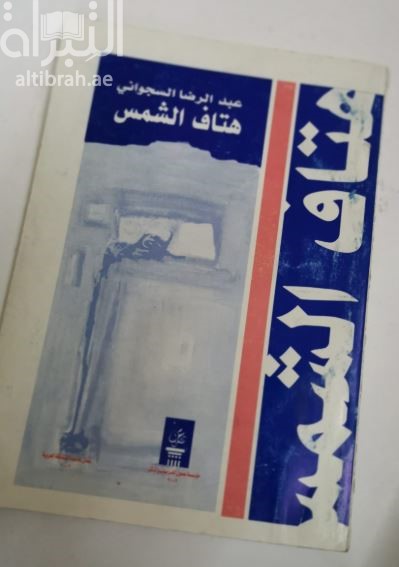 التبراة
altibrah.ae
عبد الرضا السجواني
هتاف الشمس
هتاف الشمس